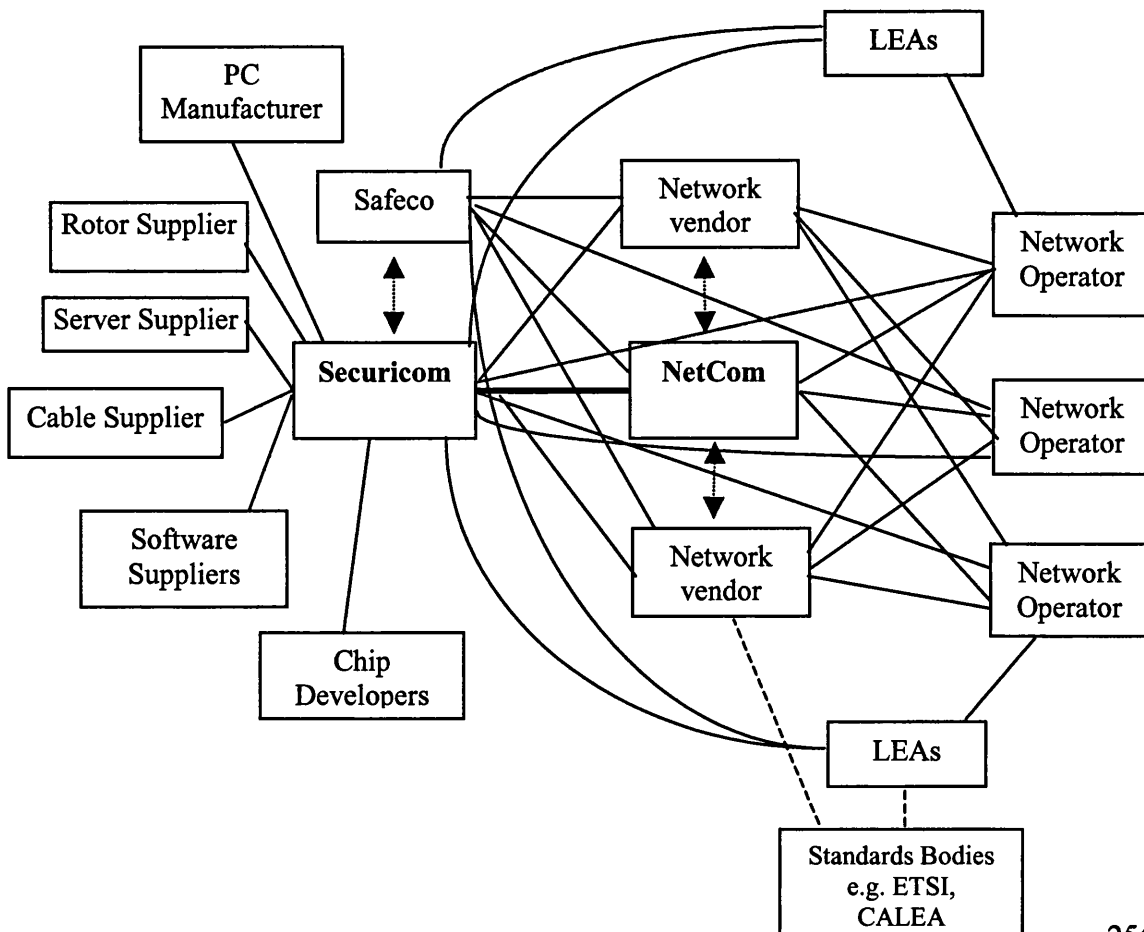 LEAs
PC
Manufacturer
Safeco
Network
vendor
Rotor Supplier
Network
Operator
Server Supplier
Securicom
NetCom
Cable Supplier
Network
Operator
Software
Suppliers
Network
vendor
Network
Operator
Chip
Developers
LEAs
Standards Bodies
e.g. ETSI,
CALEA